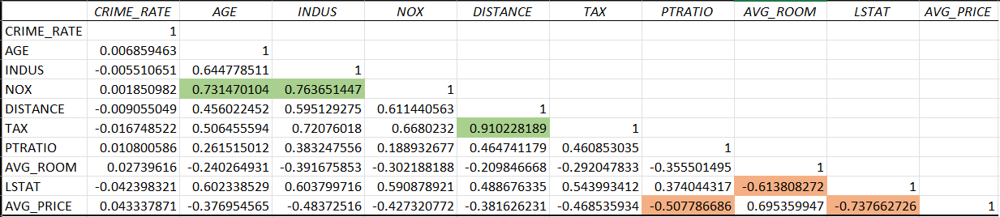 CRIME_RATE AGE INDUS NOX DISTANCE TAX PTRATIO AVG_ROOM LSTAT AVG_PRICE
CRIME_RATE 1
AGE 0.006859463 1
INDUS -0.005510651 0.644778511 1
NOX 0.001850982 0.731470104 0.763651447 1
DISTANCE -0.009055049 0.456022452 0.595129275 0.611440563 1
TAX -0.016748522 0.506455594 0.72076018 0.6680232 0.910228189 1
PTRATIO 0.010800586 0.261515012 0.383247556 0.188932677 0.464741179 0.460853035 1
AVG_ROOM 0.02739616 -0.240264931 -0.391675853 -0.302188188 -0.209846668 -0.292047833 -0.355501495 1
LSTAT -0.042398321 0.602338529 0.603799716 0.590878921 0.488676335 0.543993412 0.374044317 -0.613808272 1
AVG_PRICE 0.043337871 -0.376954565 -0.48372516 -0.427320772 -0.381626231 -0.468535934 -0.507786686 0.695359947 -0.737662726 1